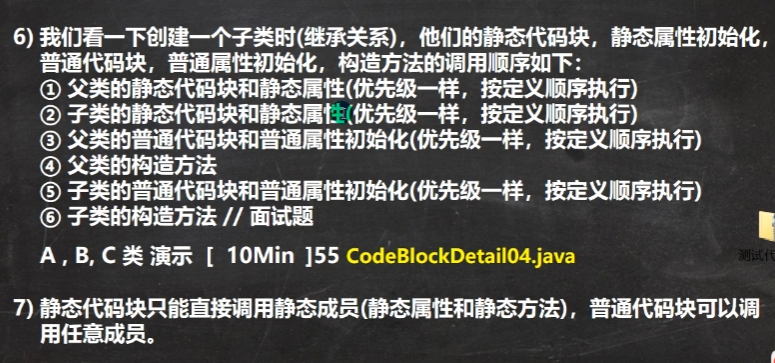 6) 我们看一下创建一个子类时(继承关系)，他们的静态代码块，静态属性初始化，
普通代码块，普通属性初始化，构造方法的调用顺序如下：
① 父类的静态代码块和静态属性(优先级一样，按定义顺序执行)
② 子类的静态代码块和静态属性(优先级一样，按定义顺序执行)
③ 父类的普通代码块和普通属性初始化(优先级一样，按定义顺序执行)
④ 父类的构造方法
⑤ 子类的普通代码块和普通属性初始化(优先级一样，按定义顺序执行)
⑥ 子类的构造方法 // 面试题
A , B, C 类 演示 [ 10Min ]55 CodeBlockDetail04.java
测试代
7) 静态代码块只能直接调用静态成员(静态属性和静态方法)，普通代码块可以调
用任意成员。